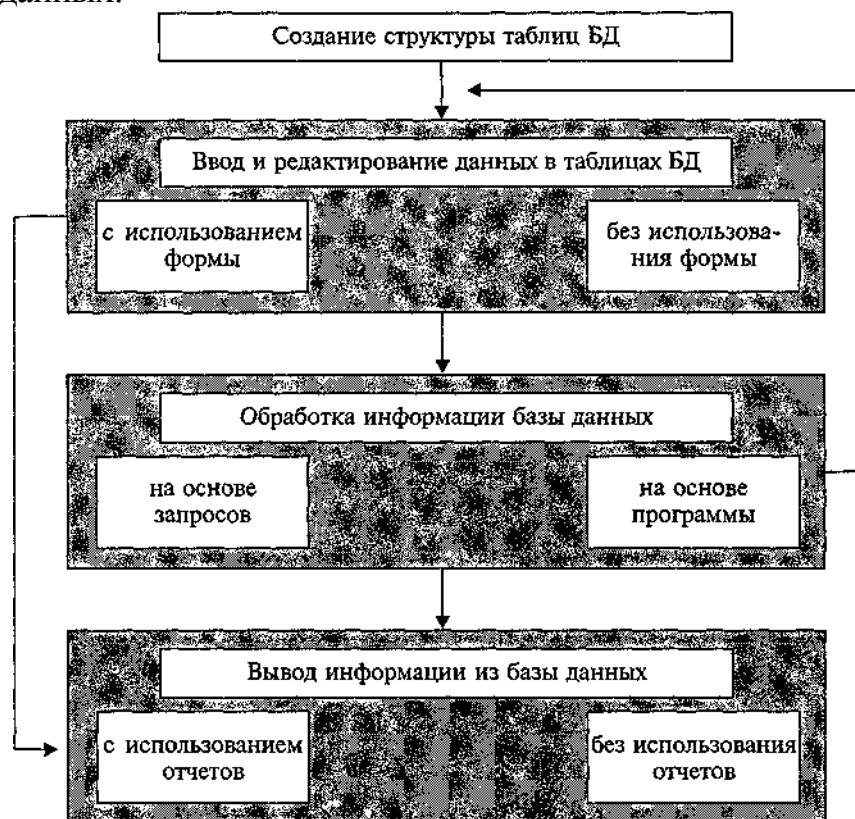 данных.
Создание структуры таблиц БД
Ввод и редактирование данных в таблицах БД
с использованием
формы
без использова-
ния формы
Обработка информации базы данных
на основе
запросов
на основе
программы
Вывод информации из базы данных
с использованием
отчетов
без использования
отчетов